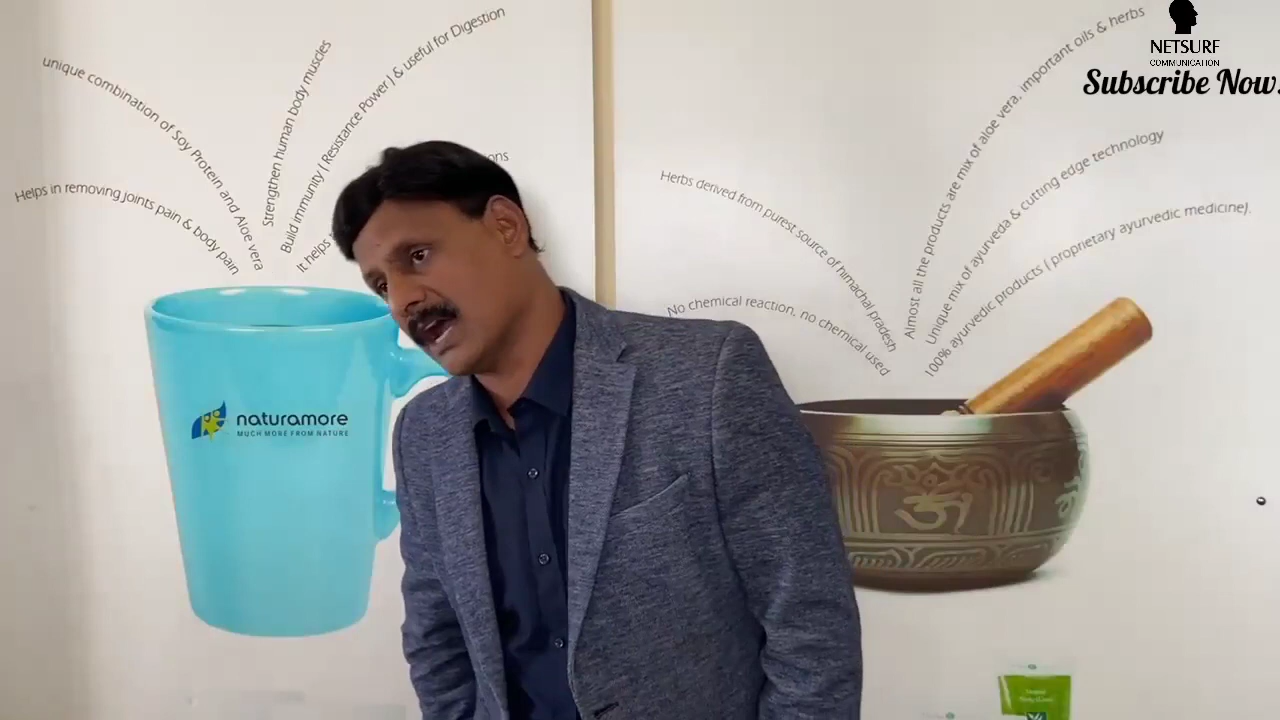 unique combination of Soy Protein and Aloe vera
Strengthen human body muscles
Build immunity ( Resistance Power ) & useful for Digestion
Helps in removing joints pain & body pain
It helps
ons
naturamore
MUCH MORE FROM NATURE
Herbs derived from purest source of himachal pradesh
No chemical reaction, no chemical used
Almost all the products are mix of aloe vera, important oils & herbs
Unique mix of ayurveda & cutting edge technology
100% ayurvedic products ( proprietary ayurvedic medicine).
NETSURF
COMMUNICATION
Subscribe Now.